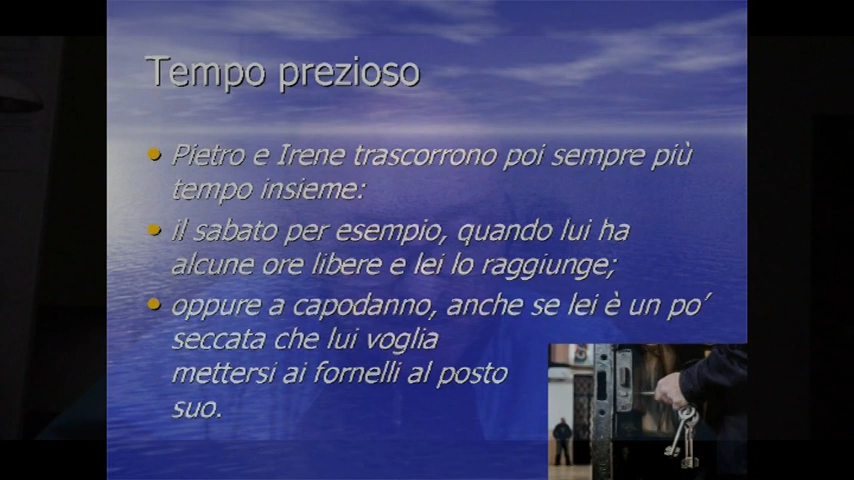 Tempo prezioso
• Pietro e Irene trascorrono poi sempre più
tempo insieme:
• il sabato per esempio, quando lui ha
alcune ore libere e lei lo raggiunge;
• oppure a capodanno, anche se lei è un po’
seccata che lui voglia
mettersi ai fornelli al posto
suo.